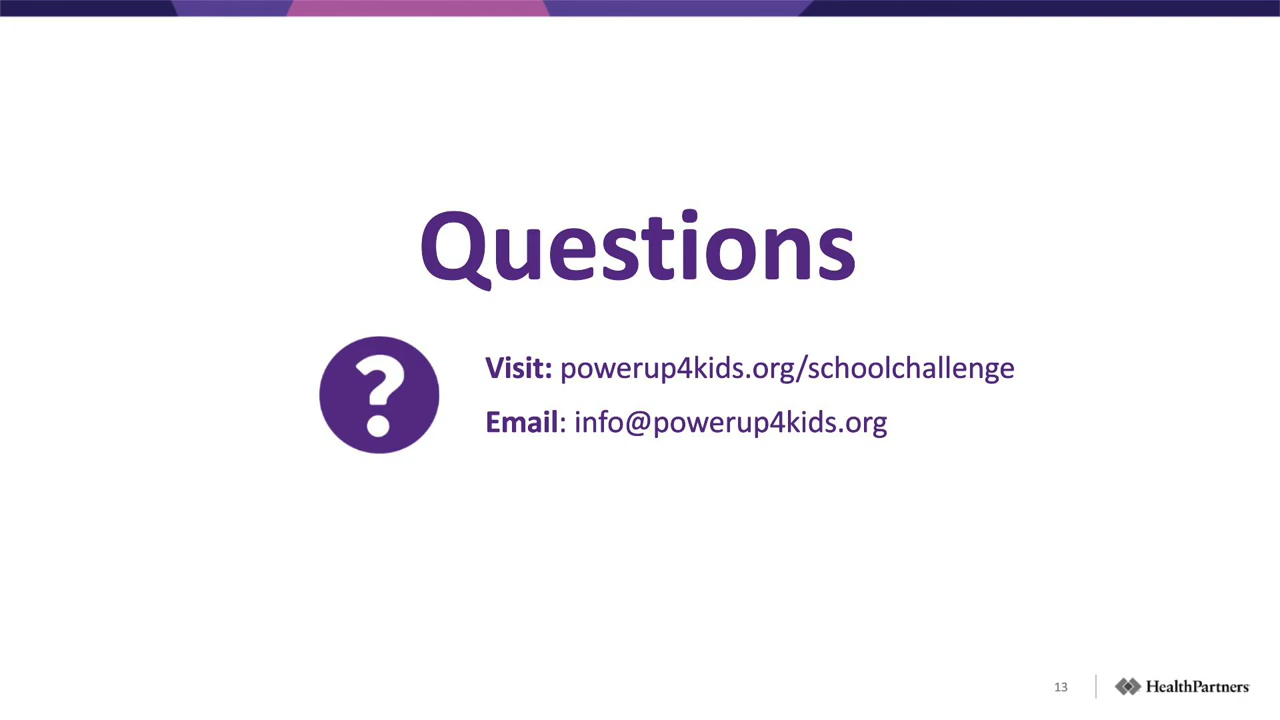 Questions
?
Visit: powerup4kids.org/schoolchallenge
Email: info@powerup4kids.org
13
HealthPartners